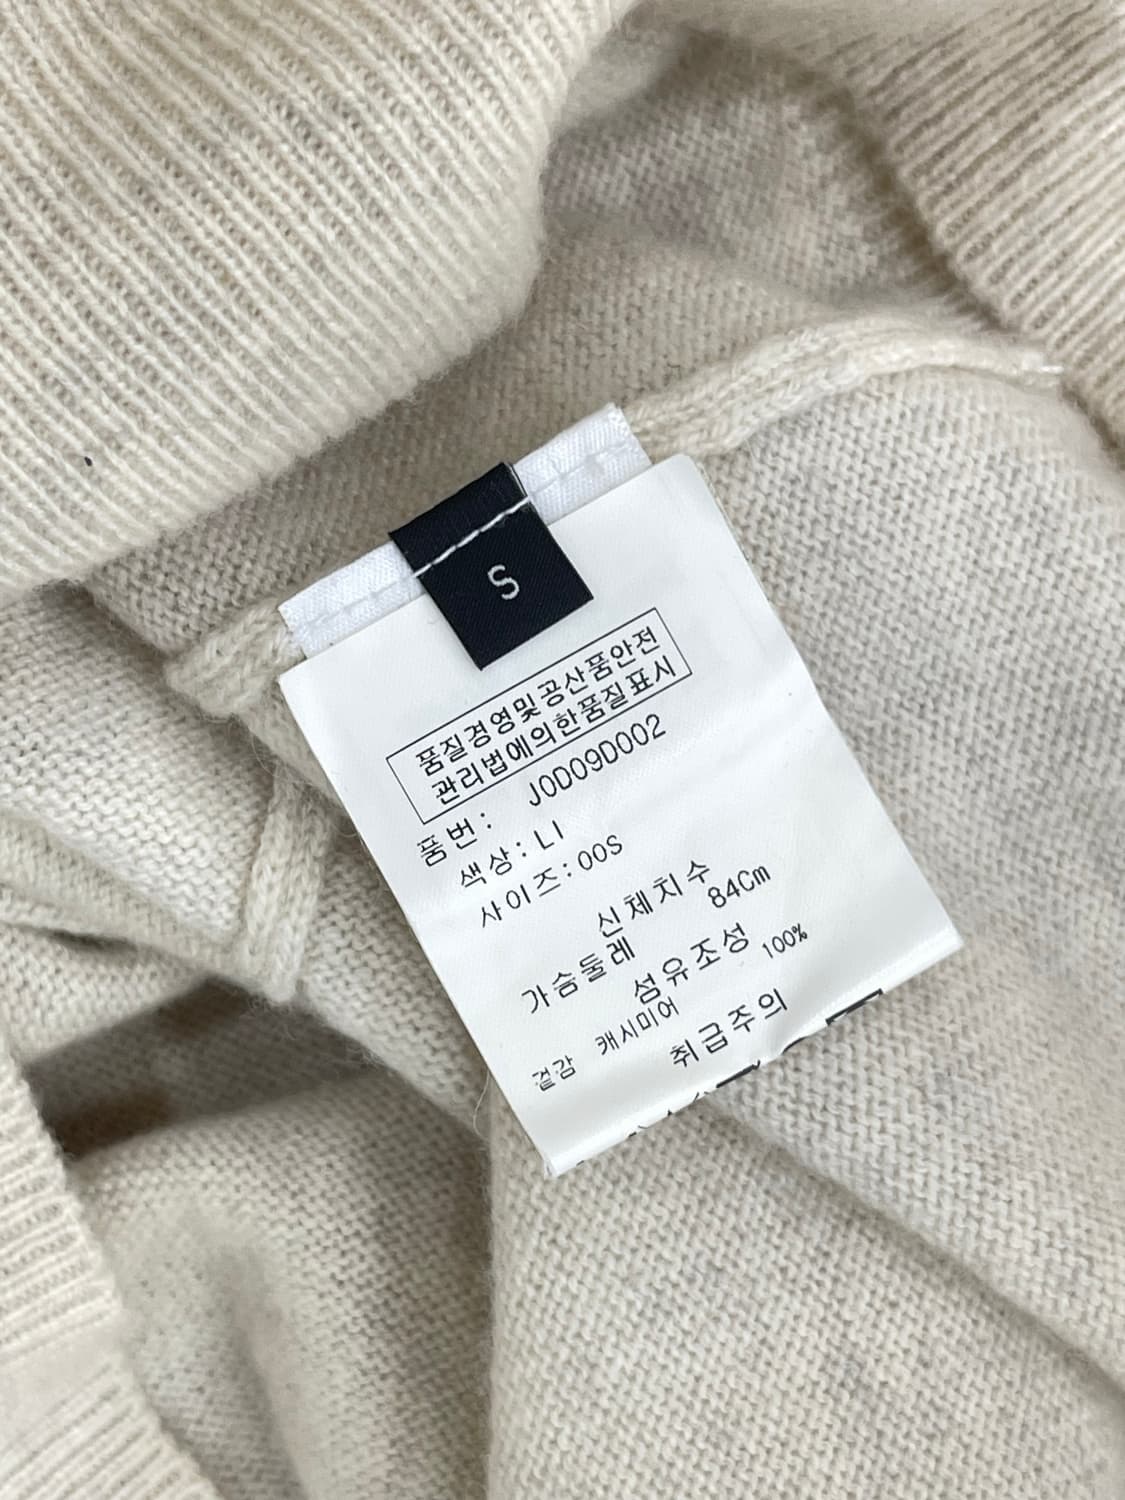 S
품질경영및공산품안전
관리법에의한품질표시
품번: J0D09D002
색상: LI
사이즈: 00S
신체치수
가슴둘레 84Cm
섬유조성
겉감 캐시미어 100%
취급주의